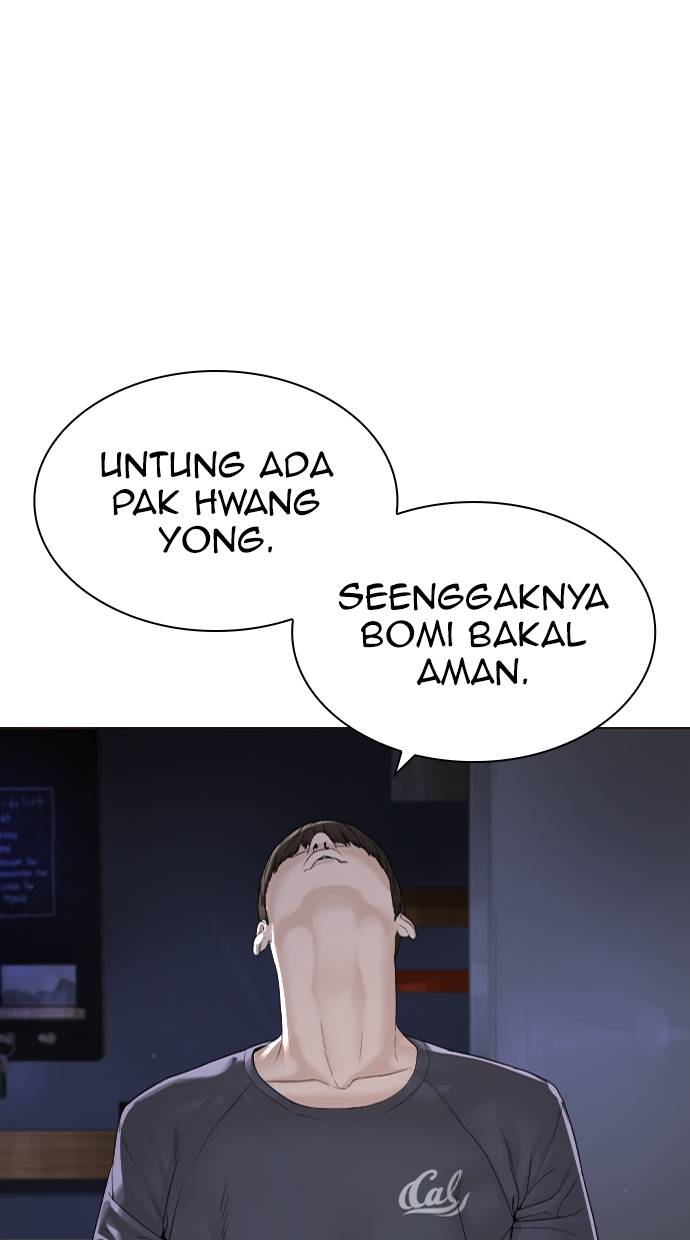 UNTUNG ADA
PAK HWANG
YONG.
SEENGGAKNYA
BOMI BAKAL
AMAN.
Cal